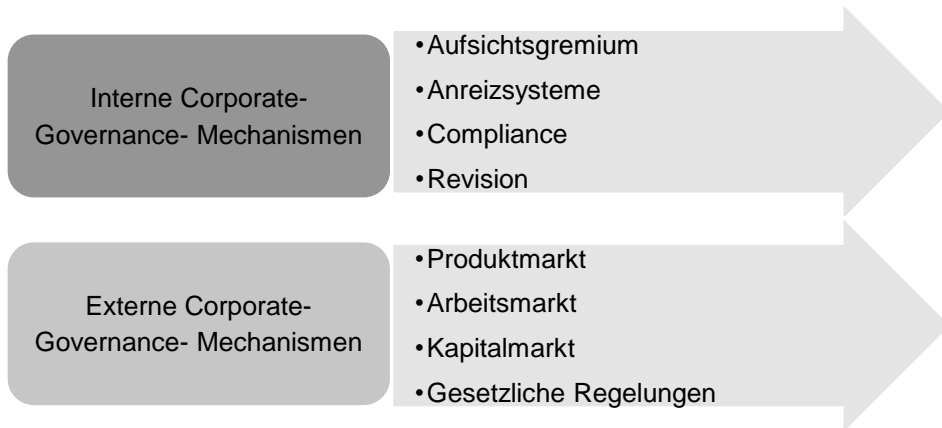 Interne Corporate-
Governance- Mechanismen
•Aufsichtsgremium
•Anreizsysteme
•Compliance
•Revision
Externe Corporate-
Governance- Mechanismen
•Produktmarkt
•Arbeitsmarkt
•Kapitalmarkt
•Gesetzliche Regelungen